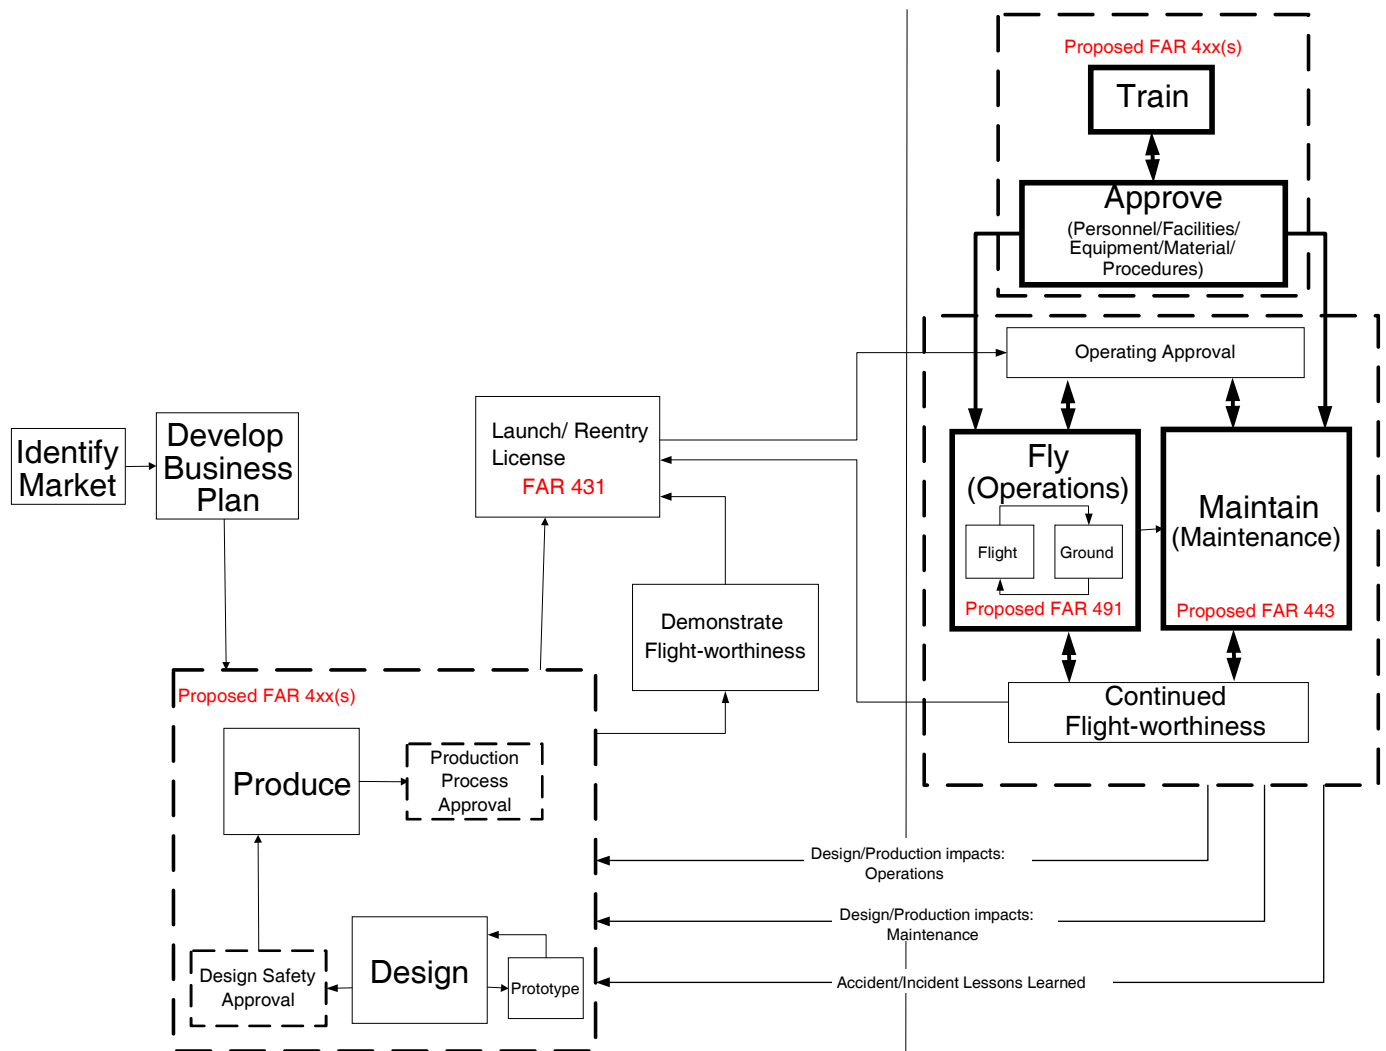 Proposed FAR 4xx(s)
Train
Approve
(Personnel/Facilities/
Equipment/Material/
Procedures)
Operating Approval
Identify
Market
Develop
Business
Plan
Launch/ Reentry
License
FAR 431
Fly
(Operations)
Flight
Ground
Proposed FAR 491
Maintain
(Maintenance)
Proposed FAR 443
Demonstrate
Flight-worthiness
Continued
Flight-worthiness
Proposed FAR 4xx(s)
Produce
Production
Process
Approval
Design Safety
Approval
Design
Prototype
Design/Production impacts:
Operations
Design/Production impacts:
Maintenance
Accident/Incident Lessons Learned